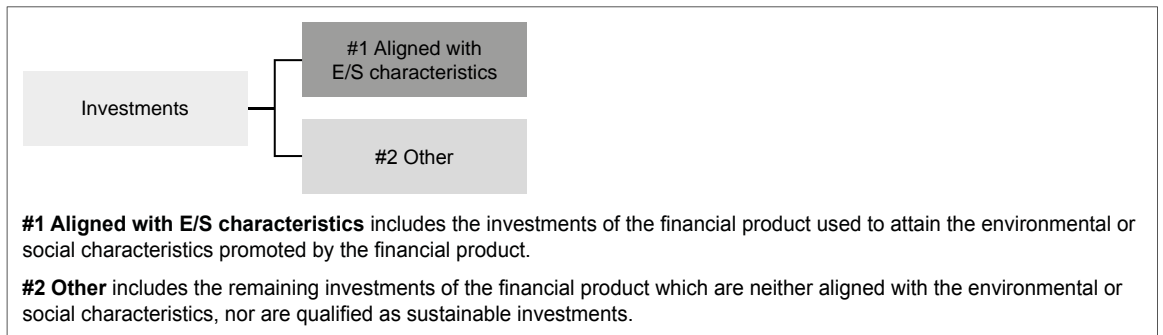 #1 Aligned with
E/S characteristics
Investments
#2 Other
#1 Aligned with E/S characteristics includes the investments of the financial product used to attain the environmental or
social characteristics promoted by the financial product.
#2 Other includes the remaining investments of the financial product which are neither aligned with the environmental or
social characteristics, nor are qualified as sustainable investments.